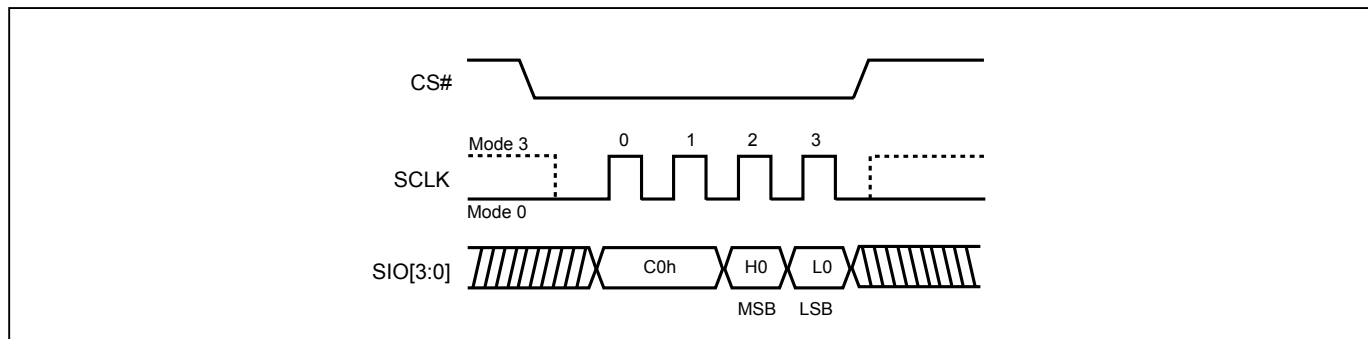 CS#
Mode 3 0 1 2 3
SCLK
Mode 0
SIO[3:0] C0h H0 L0
MSB LSB